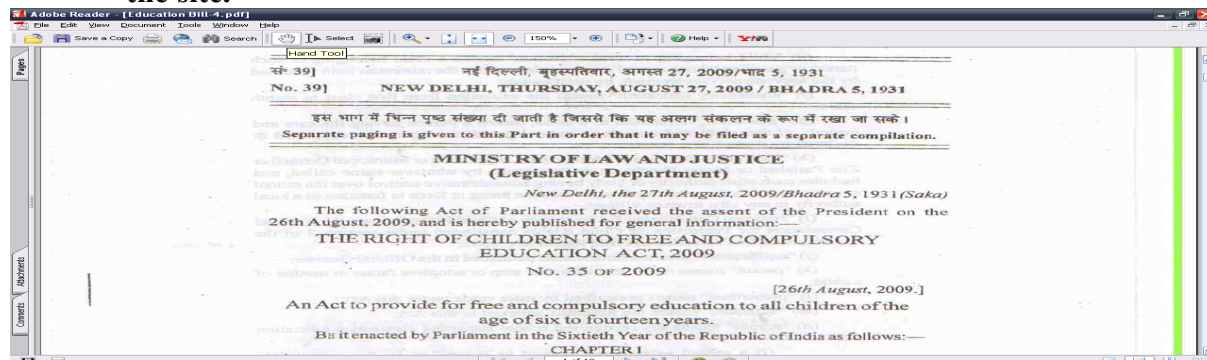 the site.
Adobe Reader - [Education Bill-4.pdf]
File Edit View Document Tools Window Help
Save a Copy Search Select 150% Help
Hand Tool
Pages
सं 39] नई दिल्ली, बृहस्पतिवार, अगस्त 27, 2009/भाद्र 5, 1931
No. 39] NEW DELHI, THURSDAY, AUGUST 27, 2009 / BHADRA 5, 1931
इस भाग में भिन्न पृष्ठ संख्या दी जाती है जिससे कि यह अलग संकलन के रूप में रखा जा सके।
Separate paging is given to this Part in order that it may be filed as a separate compilation.
MINISTRY OF LAW AND JUSTICE
(Legislative Department)
New Delhi, the 27th August, 2009/Bhadra 5, 1931 (Saka)
The following Act of Parliament received the assent of the President on the
26th August, 2009, and is hereby published for general information:—
THE RIGHT OF CHILDREN TO FREE AND COMPULSORY
EDUCATION ACT, 2009
No. 35 OF 2009
[26th August, 2009.]
An Act to provide for free and compulsory education to all children of the
age of six to fourteen years.
BE it enacted by Parliament in the Sixtieth Year of the Republic of India as follows:—
CHAPTER I
Attachments
Comments